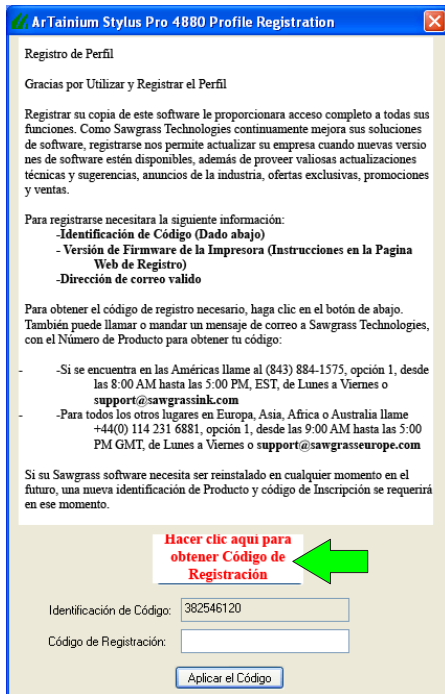 ArTainium Stylus Pro 4880 Profile Registration
Registro de Perfil
Gracias por Utilizar y Registrar el Perfil
Registrar su copia de este software le proporcionara acceso completo a todas sus
funciones. Como Sawgrass Technologies continuamente mejora sus soluciones
de software, registrarse nos permite actualizar su empresa cuando nuevas versio
nes de software estén disponibles, además de proveer valiosas actualizaciones
técnicas y sugerencias, anuncios de la industria, ofertas exclusivas, promociones
y ventas.
Para registrarse necesitara la siguiente información:
-Identificación de Código (Dado abajo)
- Versión de Firmware de la Impresora (Instrucciones en la Pagina
Web de Registro)
-Dirección de correo valido
Para obtener el código de registro necesario, haga clic en el botón de abajo.
También puede llamar o mandar un mensaje de correo a Sawgrass Technologies,
con el Número de Producto para obtener tu código:
- -Si se encuentra en las Américas llame al (843) 884-1575, opción 1, desde
las 8:00 AM hasta las 5:00 PM, EST, de Lunes a Viernes o
support@sawgrassink.com
- -Para todos los otros lugares en Europa, Asia, Africa o Australia llame
+44(0) 114 231 6881, opción 1, desde las 9:00 AM hasta las 5:00
PM GMT, de Lunes a Viernes o support@sawgrasseurope.com
Si su Sawgrass software necesita ser reinstalado en cualquier momento en el
futuro, una nueva identificación de Producto y código de Inscripción se requerirá
en ese momento.
Hacer clic aquí para
obtener Código de
Registración
Identificación de Código: 382546120
Código de Registración:
Aplicar el Código